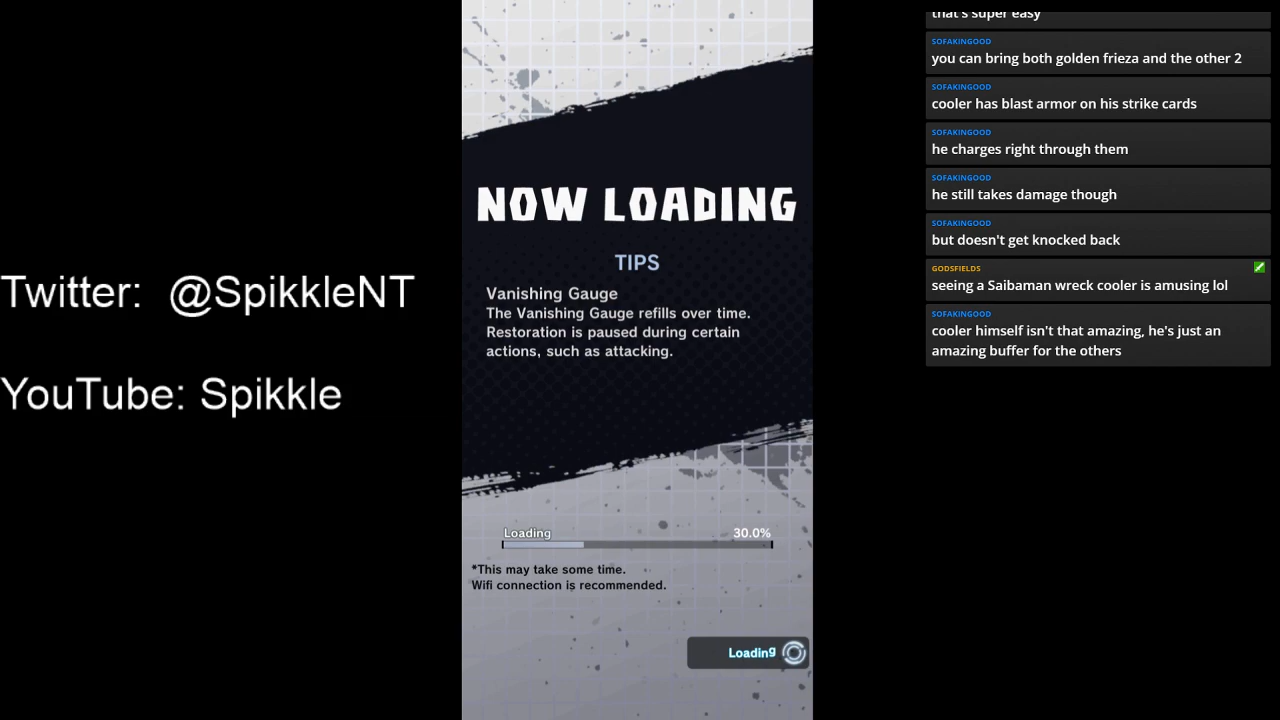 Twitter:  @SpikkleNT
YouTube: Spikkle
NOW LOADING
TIPS
Vanishing Gauge
The Vanishing Gauge refills over time.
Restoration is paused during certain
actions, such as attacking.
Loading
30.0%
*This may take some time.
Wifi connection is recommended.
Loading
that's super easy
SOFAKINGOOD
you can bring both golden frieza and the other 2
SOFAKINGOOD
cooler has blast armor on his strike cards
SOFAKINGOOD
he charges right through them
SOFAKINGOOD
he still takes damage though
SOFAKINGOOD
but doesn't get knocked back
GODSFIELDS
seeing a Saibaman wreck cooler is amusing lol
SOFAKINGOOD
cooler himself isn't that amazing, he's just an
amazing buffer for the others